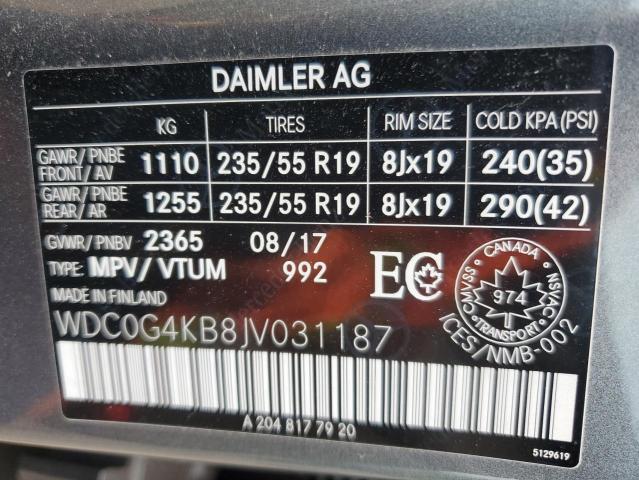 DAIMLER AG
KG TIRES RIM SIZE COLD KPA(PSI)
GAWR/PNBE FRONT/AV 1110 235/55 R19 8Jx19 240(35)
GAWR/PNBE REAR/AR 1255 235/55 R19 8Jx19 290(42)
GVWR/PNBV 2365 08/17
TYPE: MPV/VTUM 992
MADE IN FINLAND
EC
CANADA
CMVSS NSVAC
974
TRANSPORT
ICES/NMB-002
WDC0G4KB8JV031187
A 204 817 79 20
5129619